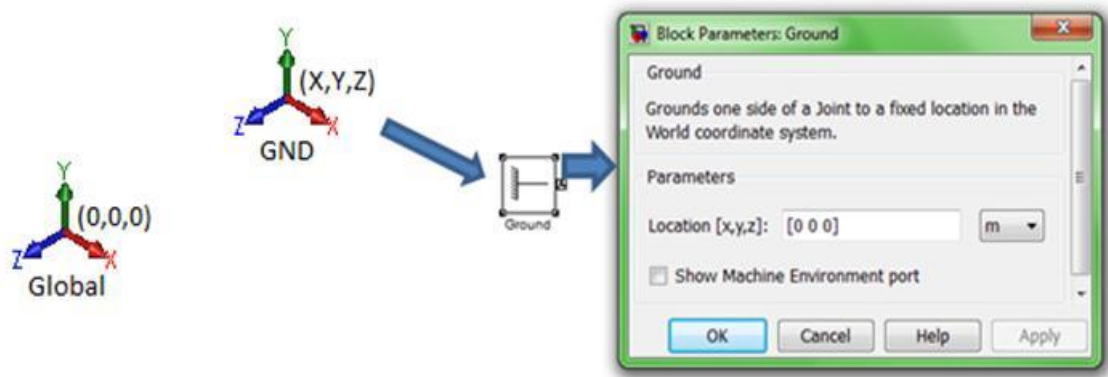 Y
(X,Y,Z)
Z
X
GND
Y
(0,0,0)
Z
X
Global
Ground
Block Parameters: Ground
Ground
Grounds one side of a Joint to a fixed location in the
World coordinate system.
Parameters
Location [x,y,z]: [0 0 0] m
Show Machine Environment port
OK Cancel Help Apply